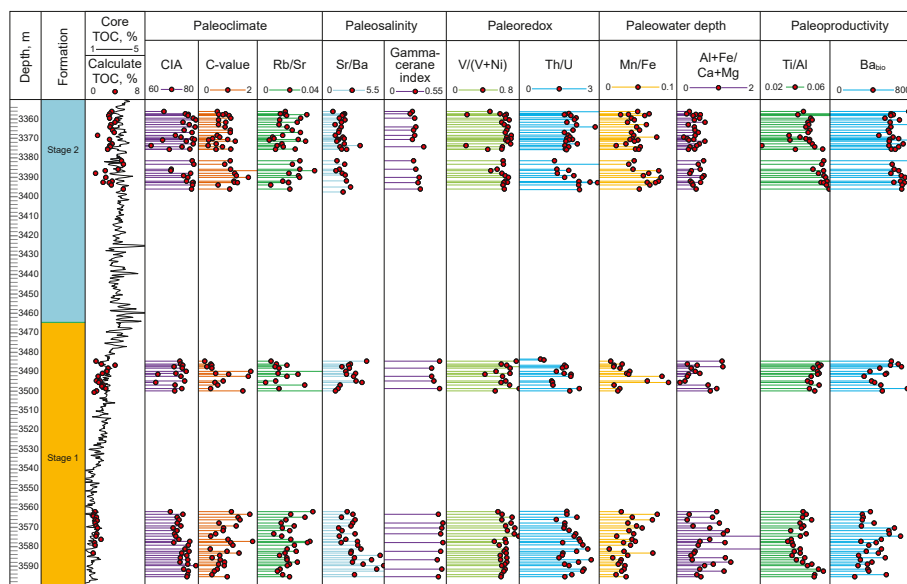 Depth, m
Formation
Core
TOC, %
1 5
Calculate
TOC, %
0 8
Paleoclimate
CIA
60 80
C-value
0 2
Rb/Sr
0 0.04
Paleosalinity
Sr/Ba
0 5.5
Gamma-
cerane
index
0 0.55
Paleoredox
V/(V+Ni)
0 0.8
Th/U
0 3
Paleowater depth
Mn/Fe
0 0.1
Al+Fe/
Ca+Mg
0 2
Paleoproductivity
Ti/Al
0.02 0.06
Babio
0 800
3360
3370
3380
3390
3400
3410
3420
3430
3440
3450
3460
3470
3480
3490
3500
3510
3520
3530
3540
3550
3560
3570
3580
3590
Stage 2
Stage 1